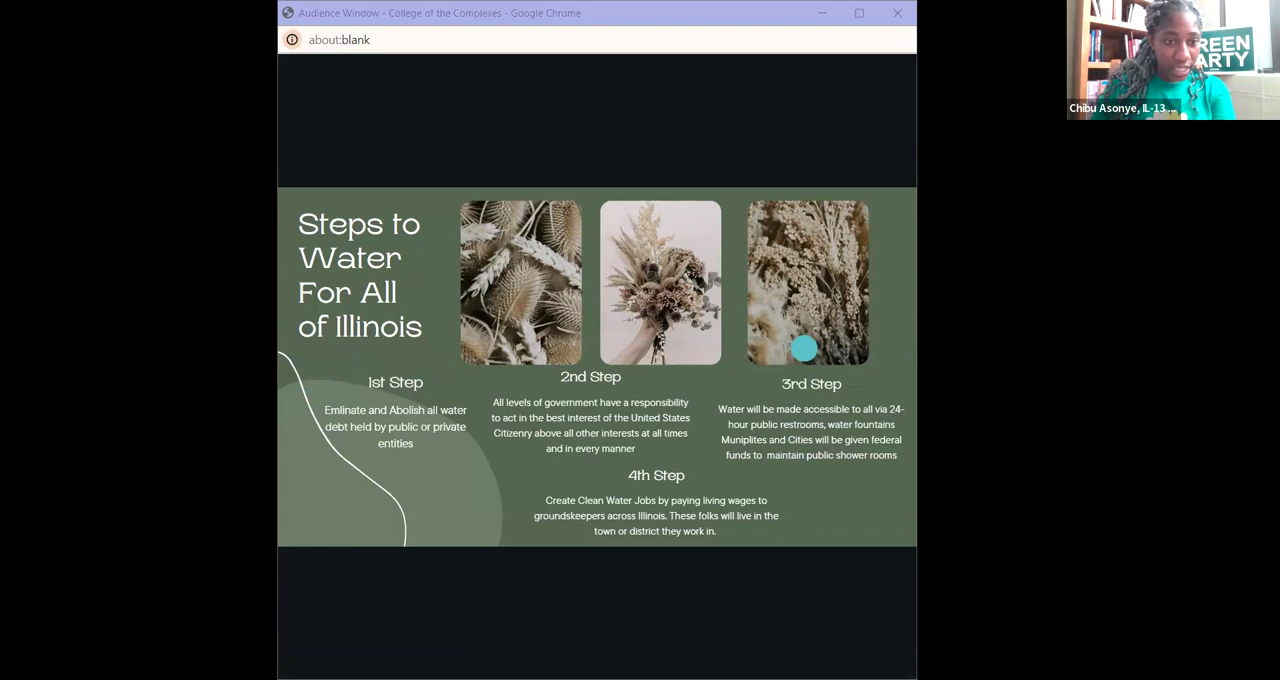 Audience Window - College of the Complexes - Google Chrome
about:blank
REEN
ARTY
Chibu Asonye, IL-13 ...
Steps to
Water
For All
of Illinois
1st Step
Emlinate and Abolish all water
debt held by public or private
entities
2nd Step
All levels of government have a responsibility
to act in the best interest of the United States
Citizenry above all other interests at all times
and in every manner
3rd Step
Water will be made accessible to all via 24-
hour public restrooms, water fountains
Muniplites and Cities will be given federal
funds to maintain public shower rooms
4th Step
Create Clean Water Jobs by paying living wages to
groundskeepers across Illinois. These folks will live in the
town or district they work in.